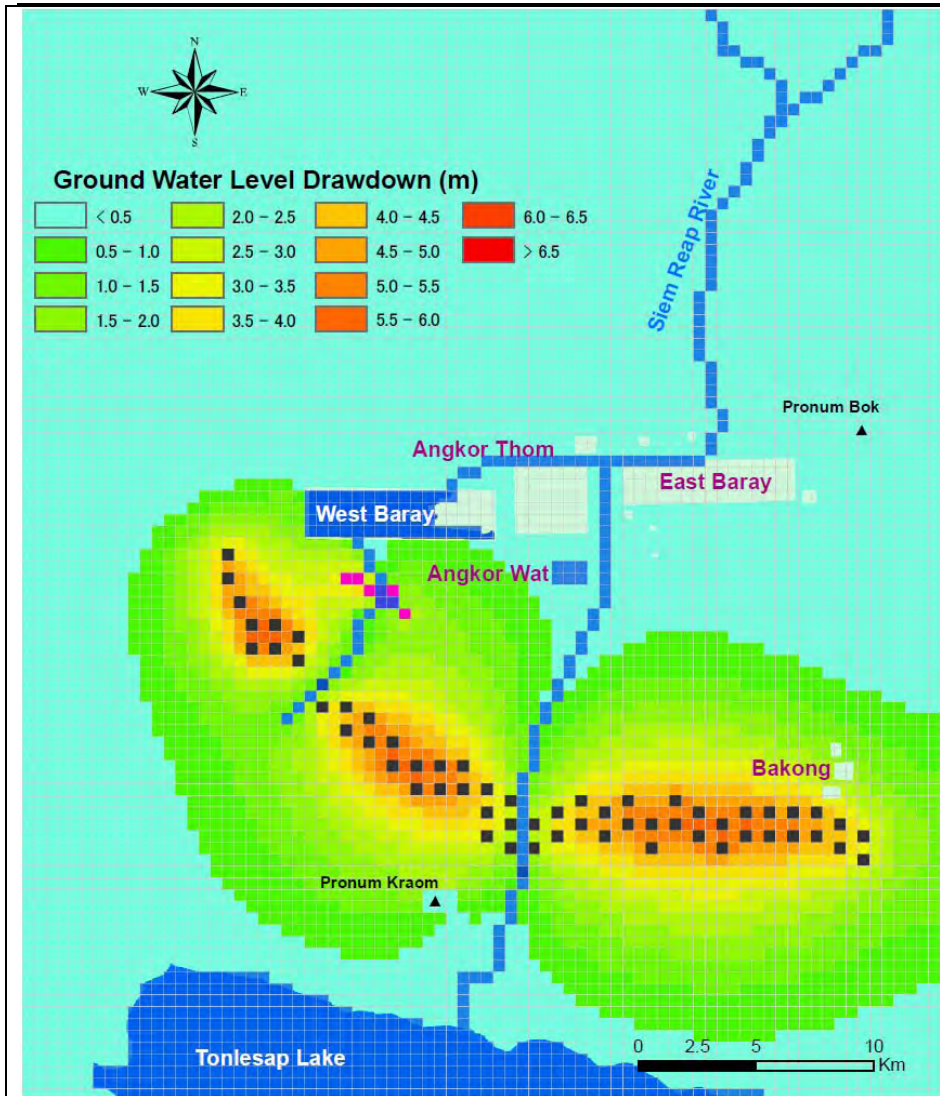 N
W E
S
Ground Water Level Drawdown (m)
< 0.5 2.0 – 2.5 4.0 – 4.5 6.0 – 6.5
0.5 – 1.0 2.5 – 3.0 4.5 – 5.0 > 6.5
1.0 – 1.5 3.0 – 3.5 5.0 – 5.5
1.5 – 2.0 3.5 – 4.0 5.5 – 6.0
Siem Reap River
Pronum Bok
Angkor Thom
East Baray
West Baray
Angkor Wat
Bakong
Pronum Kraom
Tonlesap Lake
0 2.5 5 10
Km